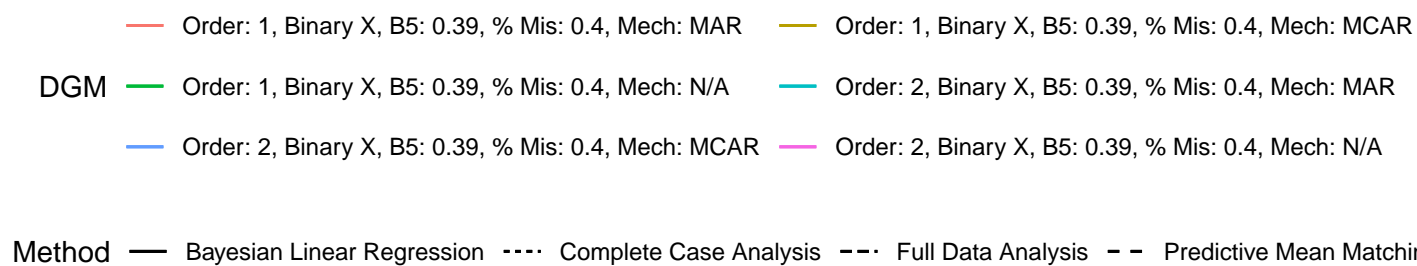 Order: 1, Binary X, B5: 0.39, % Mis: 0.4, Mech: MAR Order: 1, Binary X, B5: 0.39, % Mis: 0.4, Mech: MCAR
DGM Order: 1, Binary X, B5: 0.39, % Mis: 0.4, Mech: N/A Order: 2, Binary X, B5: 0.39, % Mis: 0.4, Mech: MAR
Order: 2, Binary X, B5: 0.39, % Mis: 0.4, Mech: MCAR Order: 2, Binary X, B5: 0.39, % Mis: 0.4, Mech: N/A
Method Bayesian Linear Regression Complete Case Analysis Full Data Analysis Predictive Mean Matchi